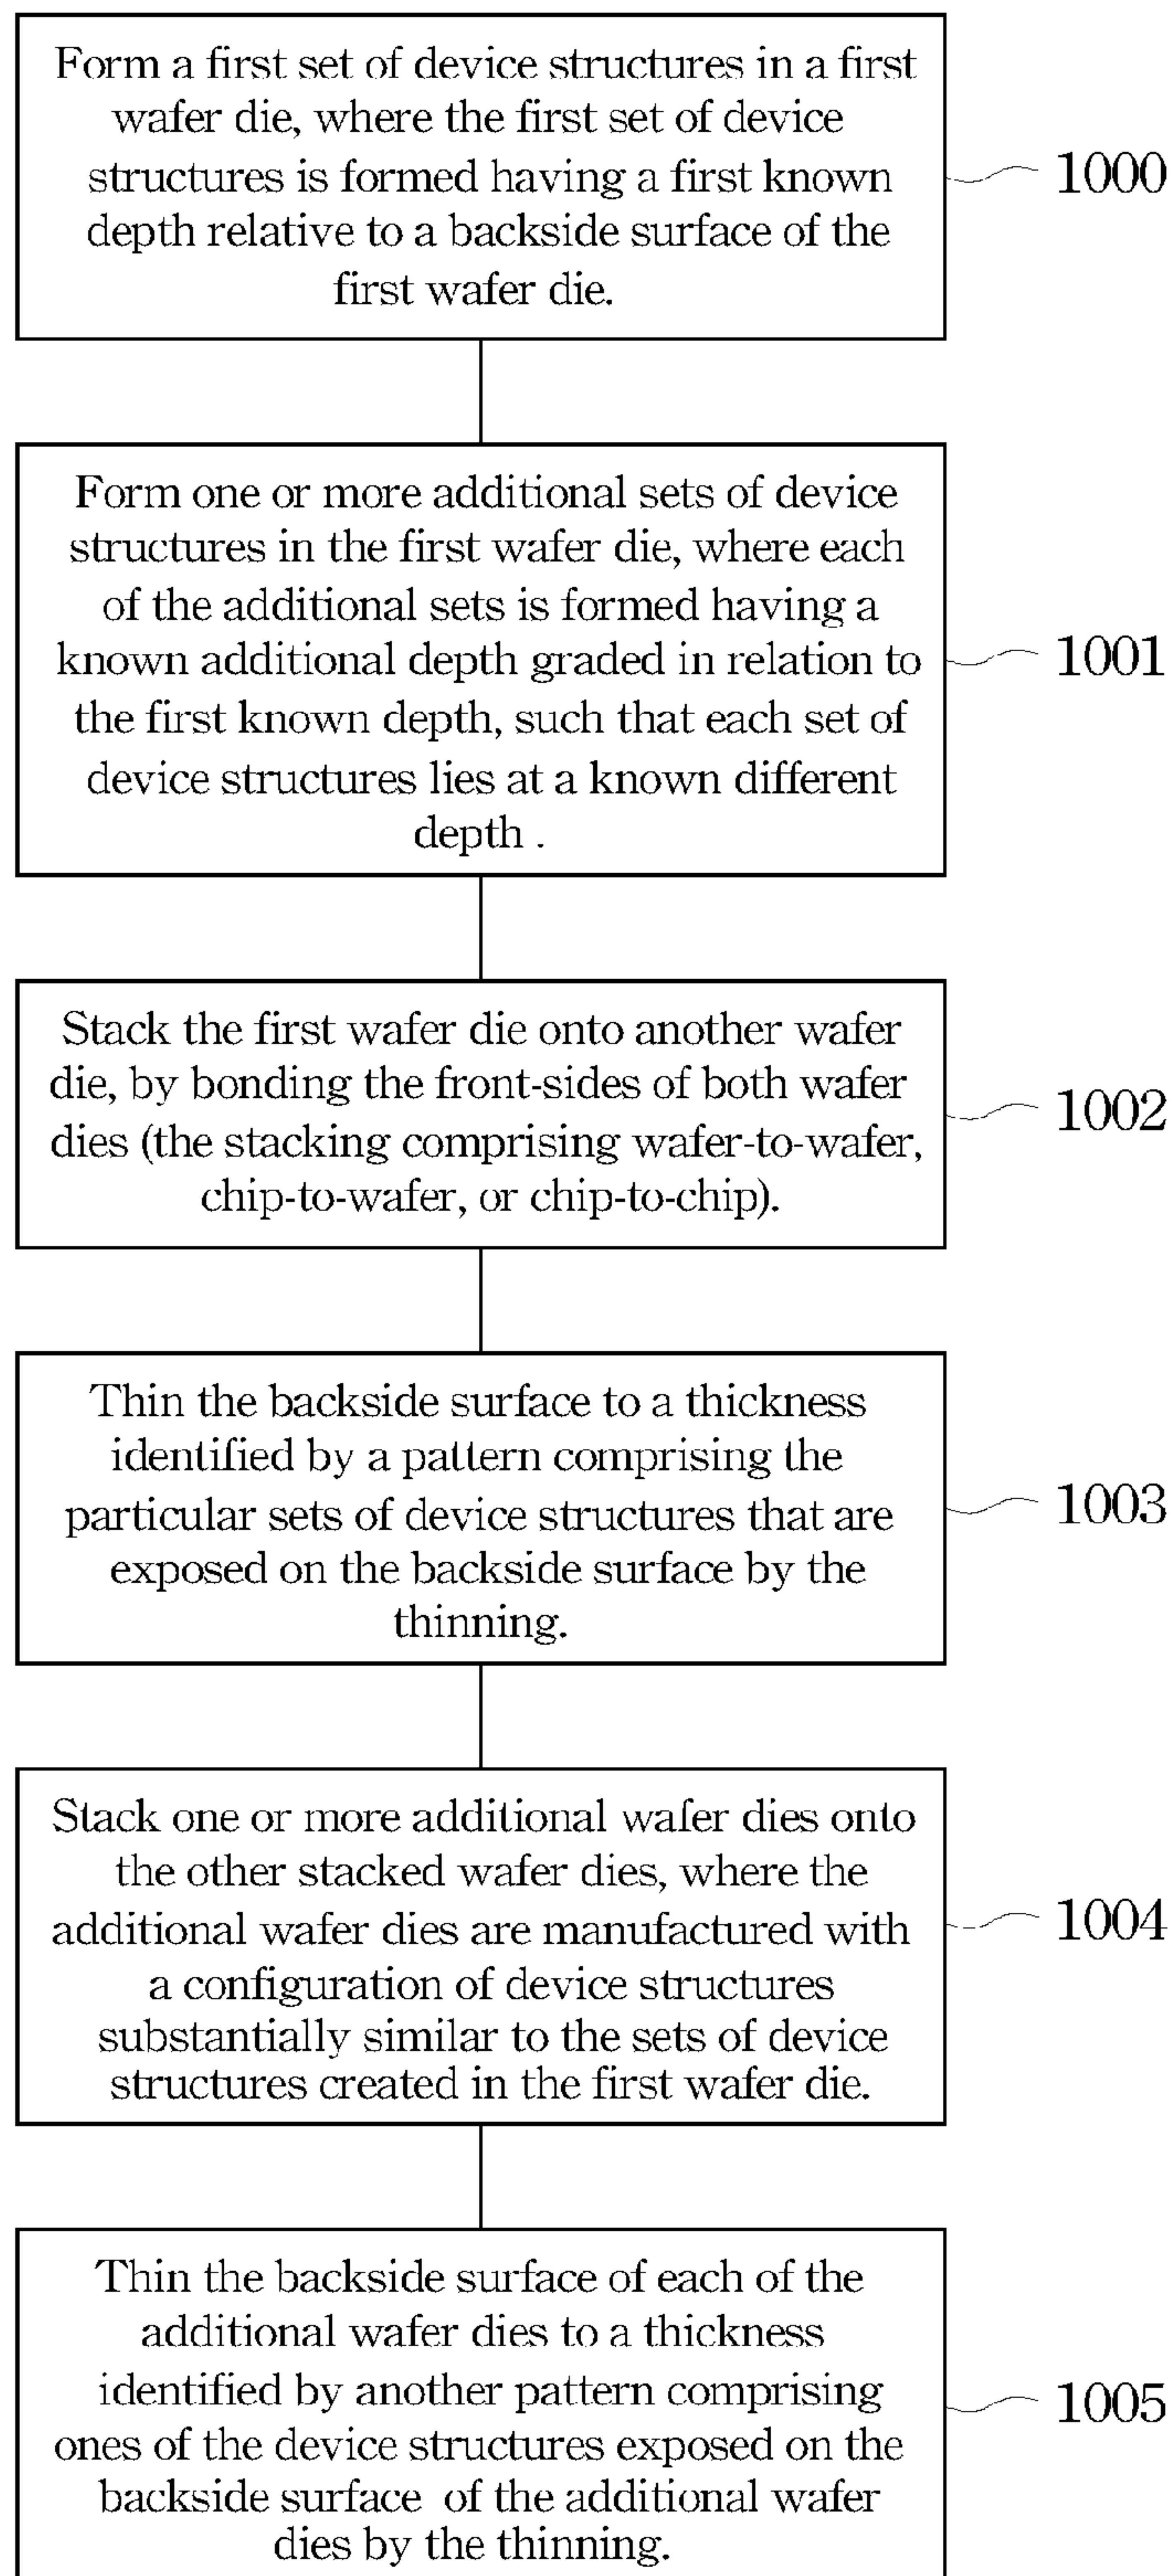 Form a first set of device structures in a first
wafer die, where the first set of device
structures is formed having a first known
depth relative to a backside surface of the
first wafer die.
1000
Form one or more additional sets of device
structures in the first wafer die, where each
of the additional sets is formed having a
known additional depth graded in relation to
the first known depth, such that each set of
device structures lies at a known different
depth .
1001
Stack the first wafer die onto another wafer
die, by bonding the front-sides of both wafer
dies (the stacking comprising wafer-to-wafer,
chip-to-wafer, or chip-to-chip).
1002
Thin the backside surface to a thickness
identified by a pattern comprising the
particular sets of device structures that are
exposed on the backside surface by the
thinning.
1003
Stack one or more additional wafer dies onto
the other stacked wafer dies, where the
additional wafer dies are manufactured with
a configuration of device structures
substantially similar to the sets of device
structures created in the first wafer die.
1004
Thin the backside surface of each of the
additional wafer dies to a thickness
identified by another pattern comprising
ones of the device structures exposed on the
backside surface of the additional wafer
dies by the thinning.
1005